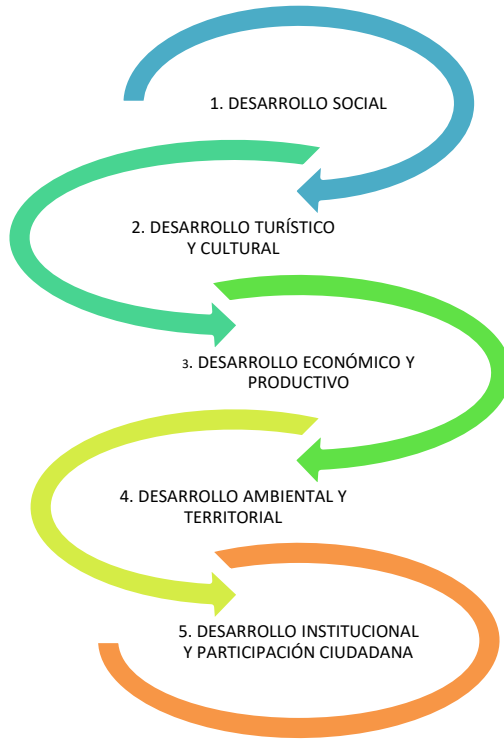 1. DESARROLLO SOCIAL
2. DESARROLLO TURÍSTICO
Y CULTURAL
3. DESARROLLO ECONÓMICO Y
PRODUCTIVO
4. DESARROLLO AMBIENTAL Y
TERRITORIAL
5. DESARROLLO INSTITUCIONAL
Y PARTICIPACIÓN CIUDADANA